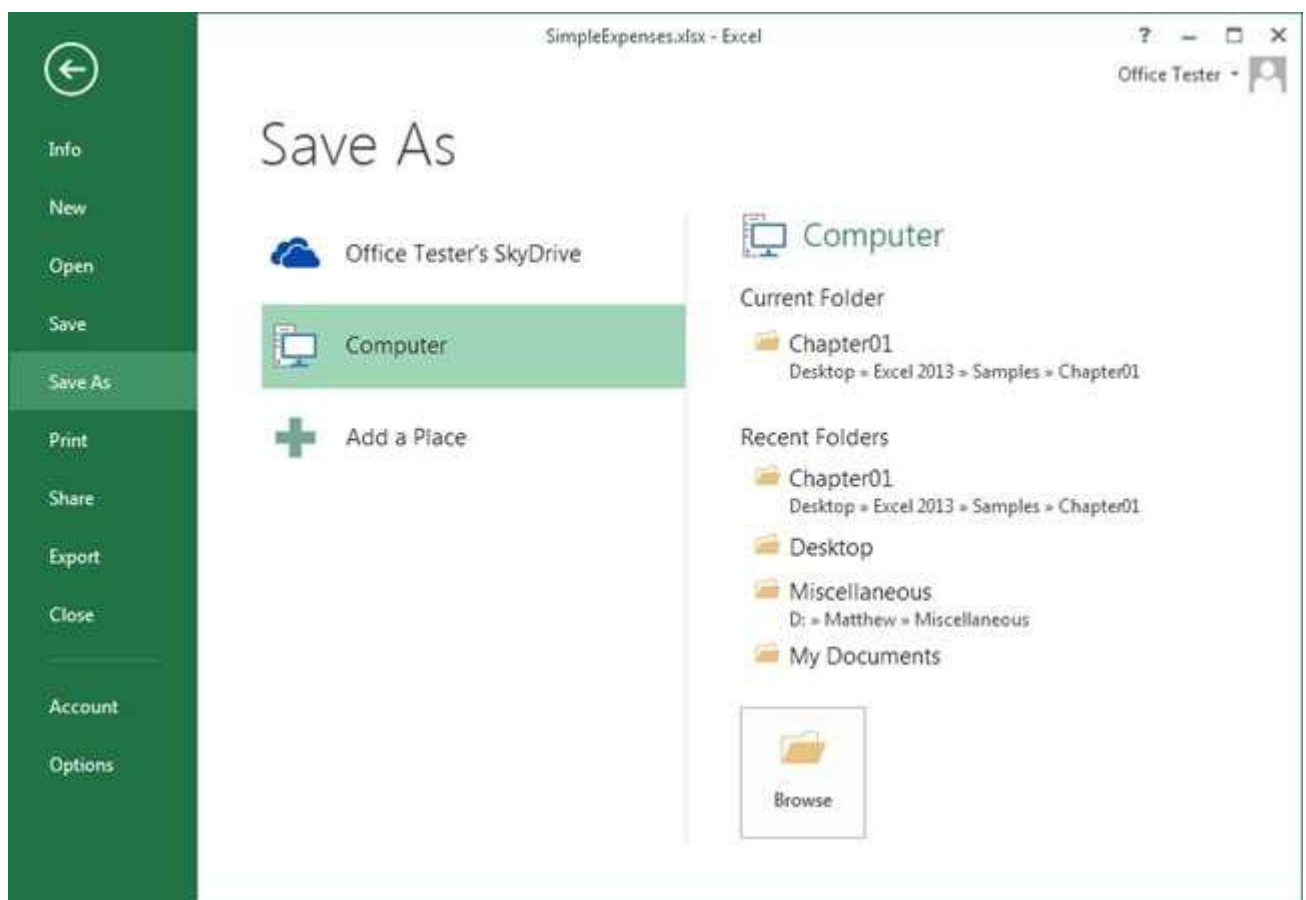 SimpleExpenses.xlsx - Excel
?
Office Tester
Info
New
Open
Save
Save As
Print
Share
Export
Close
Account
Options
Save As
Office Tester's SkyDrive
Computer
Add a Place
Computer
Current Folder
Chapter01
Desktop » Excel 2013 » Samples » Chapter01
Recent Folders
Chapter01
Desktop » Excel 2013 » Samples » Chapter01
Desktop
Miscellaneous
D: » Matthew » Miscellaneous
My Documents
Browse